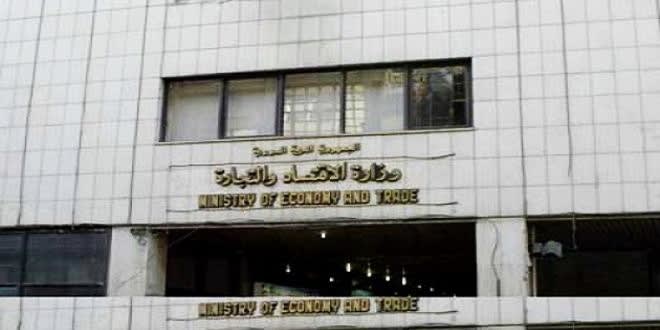 الجمهورية العربية السورية
وزارة الاقتصاد والتجارة
MINISTRY OF ECONOMY AND TRADE
MINISTRY OF ECONOMY AND TRADE